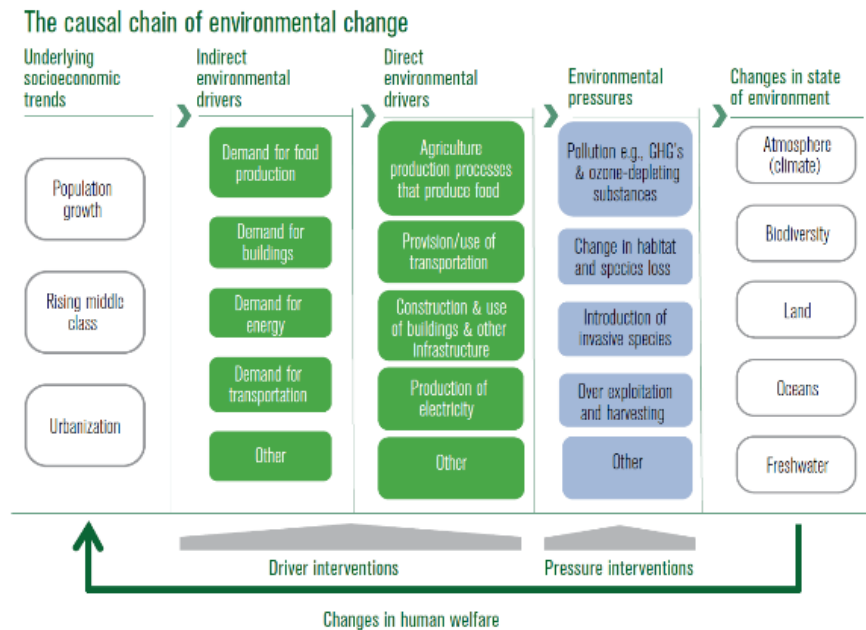 The causal chain of environmental change
Underlying
socioeconomic
trends
Indirect
environmental
drivers
Direct
environmental
drivers
Environmental
pressures
Changes in state
of environment
Population
growth
Rising middle
class
Urbanization
Demand for food
production
Demand for
buildings
Demand for
energy
Demand for
transportation
Other
Agriculture
production processes
that produce food
Provision/use of
transportation
Construction & use
of buildings & other
infrastructure
Production of
electricity
Other
Pollution e.g., GHG's
& ozone-depleting
substances
Change in habitat
and species loss
Introduction of
invasive species
Over exploitation
and harvesting
Other
Atmosphere
(climate)
Biodiversity
Land
Oceans
Freshwater
Driver interventions
Pressure interventions
Changes in human welfare